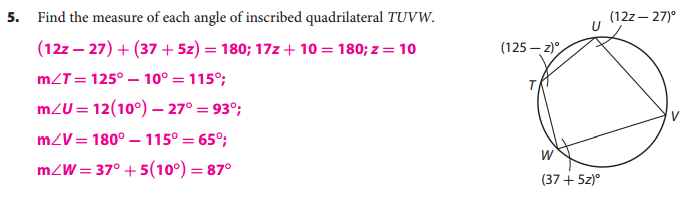 5. Find the measure of each angle of inscribed quadrilateral TUVW.
(12z – 27) + (37 + 5z) = 180; 17z + 10 = 180; z = 10
m∠T = 125° – 10° = 115°;
m∠U = 12(10°) – 27° = 93°;
m∠V = 180° – 115° = 65°;
m∠W = 37° + 5(10°) = 87°
(12z – 27)°
U
(125 – z)°
T
V
W
(37 + 5z)°